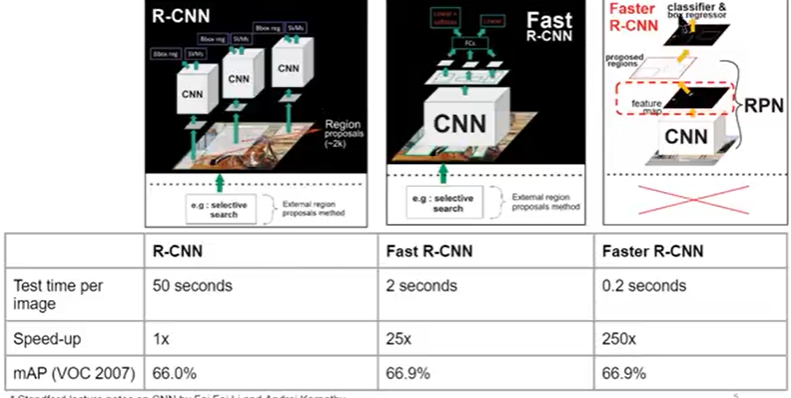 R-CNN
Bbox reg SVMs
Bbox reg SVMs
Bbox reg SVMs
CNN
CNN
CNN
Region
proposals
(~2k)
e.g : selective
search
External region
proposals method
Fast
R-CNN
Linear +
softmax
Linear
FCs
CNN
e.g : selective
search
External region
proposals method
Faster
R-CNN
classifier &
box regressor
proposed
regions
feature
map
RPN
CNN
R-CNN Fast R-CNN Faster R-CNN
Test time per
image
50 seconds 2 seconds 0.2 seconds
Speed-up 1x 25x 250x
mAP (VOC 2007) 66.0% 66.9% 66.9%